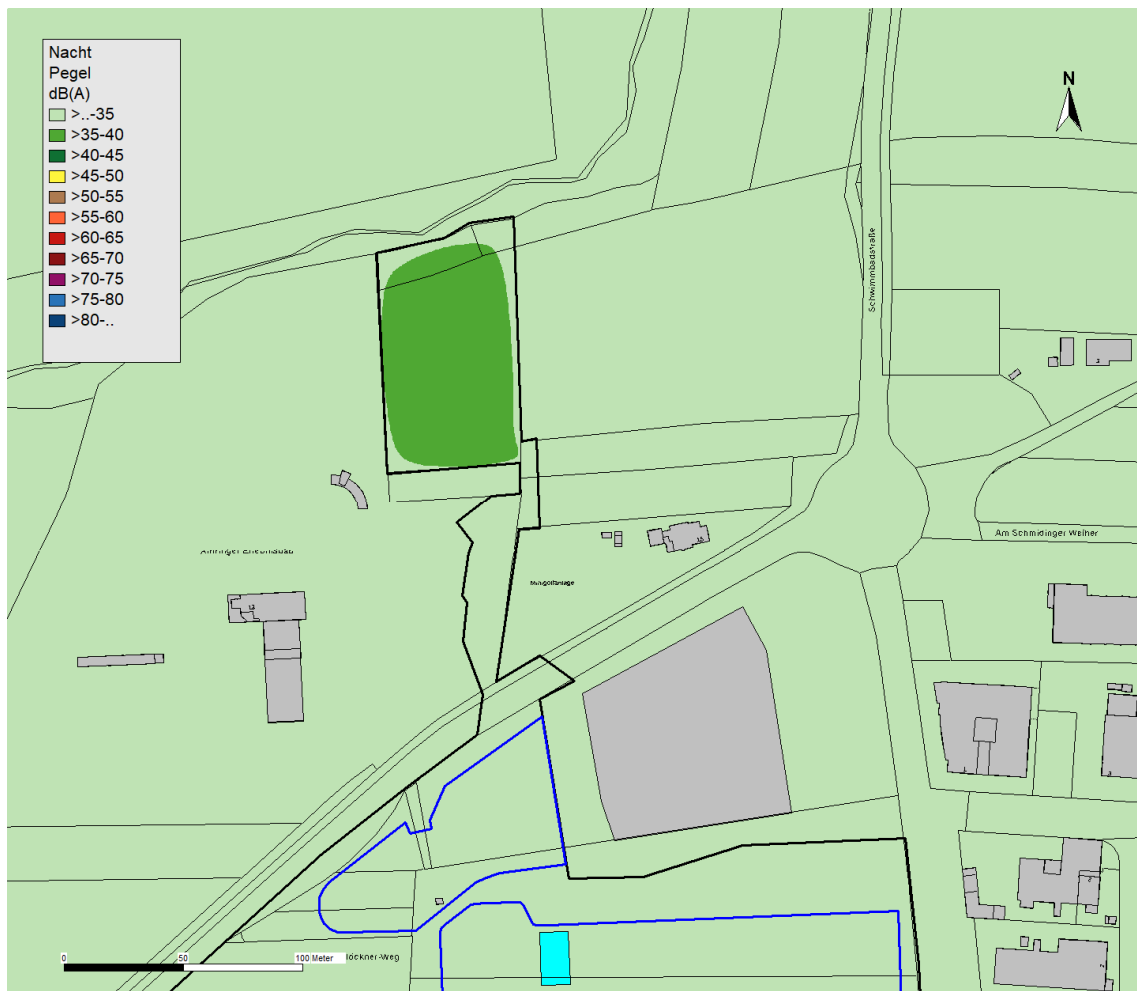 Nacht
Pegel
dB(A)
>..-35
>35-40
>40-45
>45-50
>50-55
>55-60
>60-65
>65-70
>70-75
>75-80
>80-..
N
Schwimmbadstraße
Am Schmidinger Weiher
Minigolfanlage
0
50
100 Meter
löckner-Weg